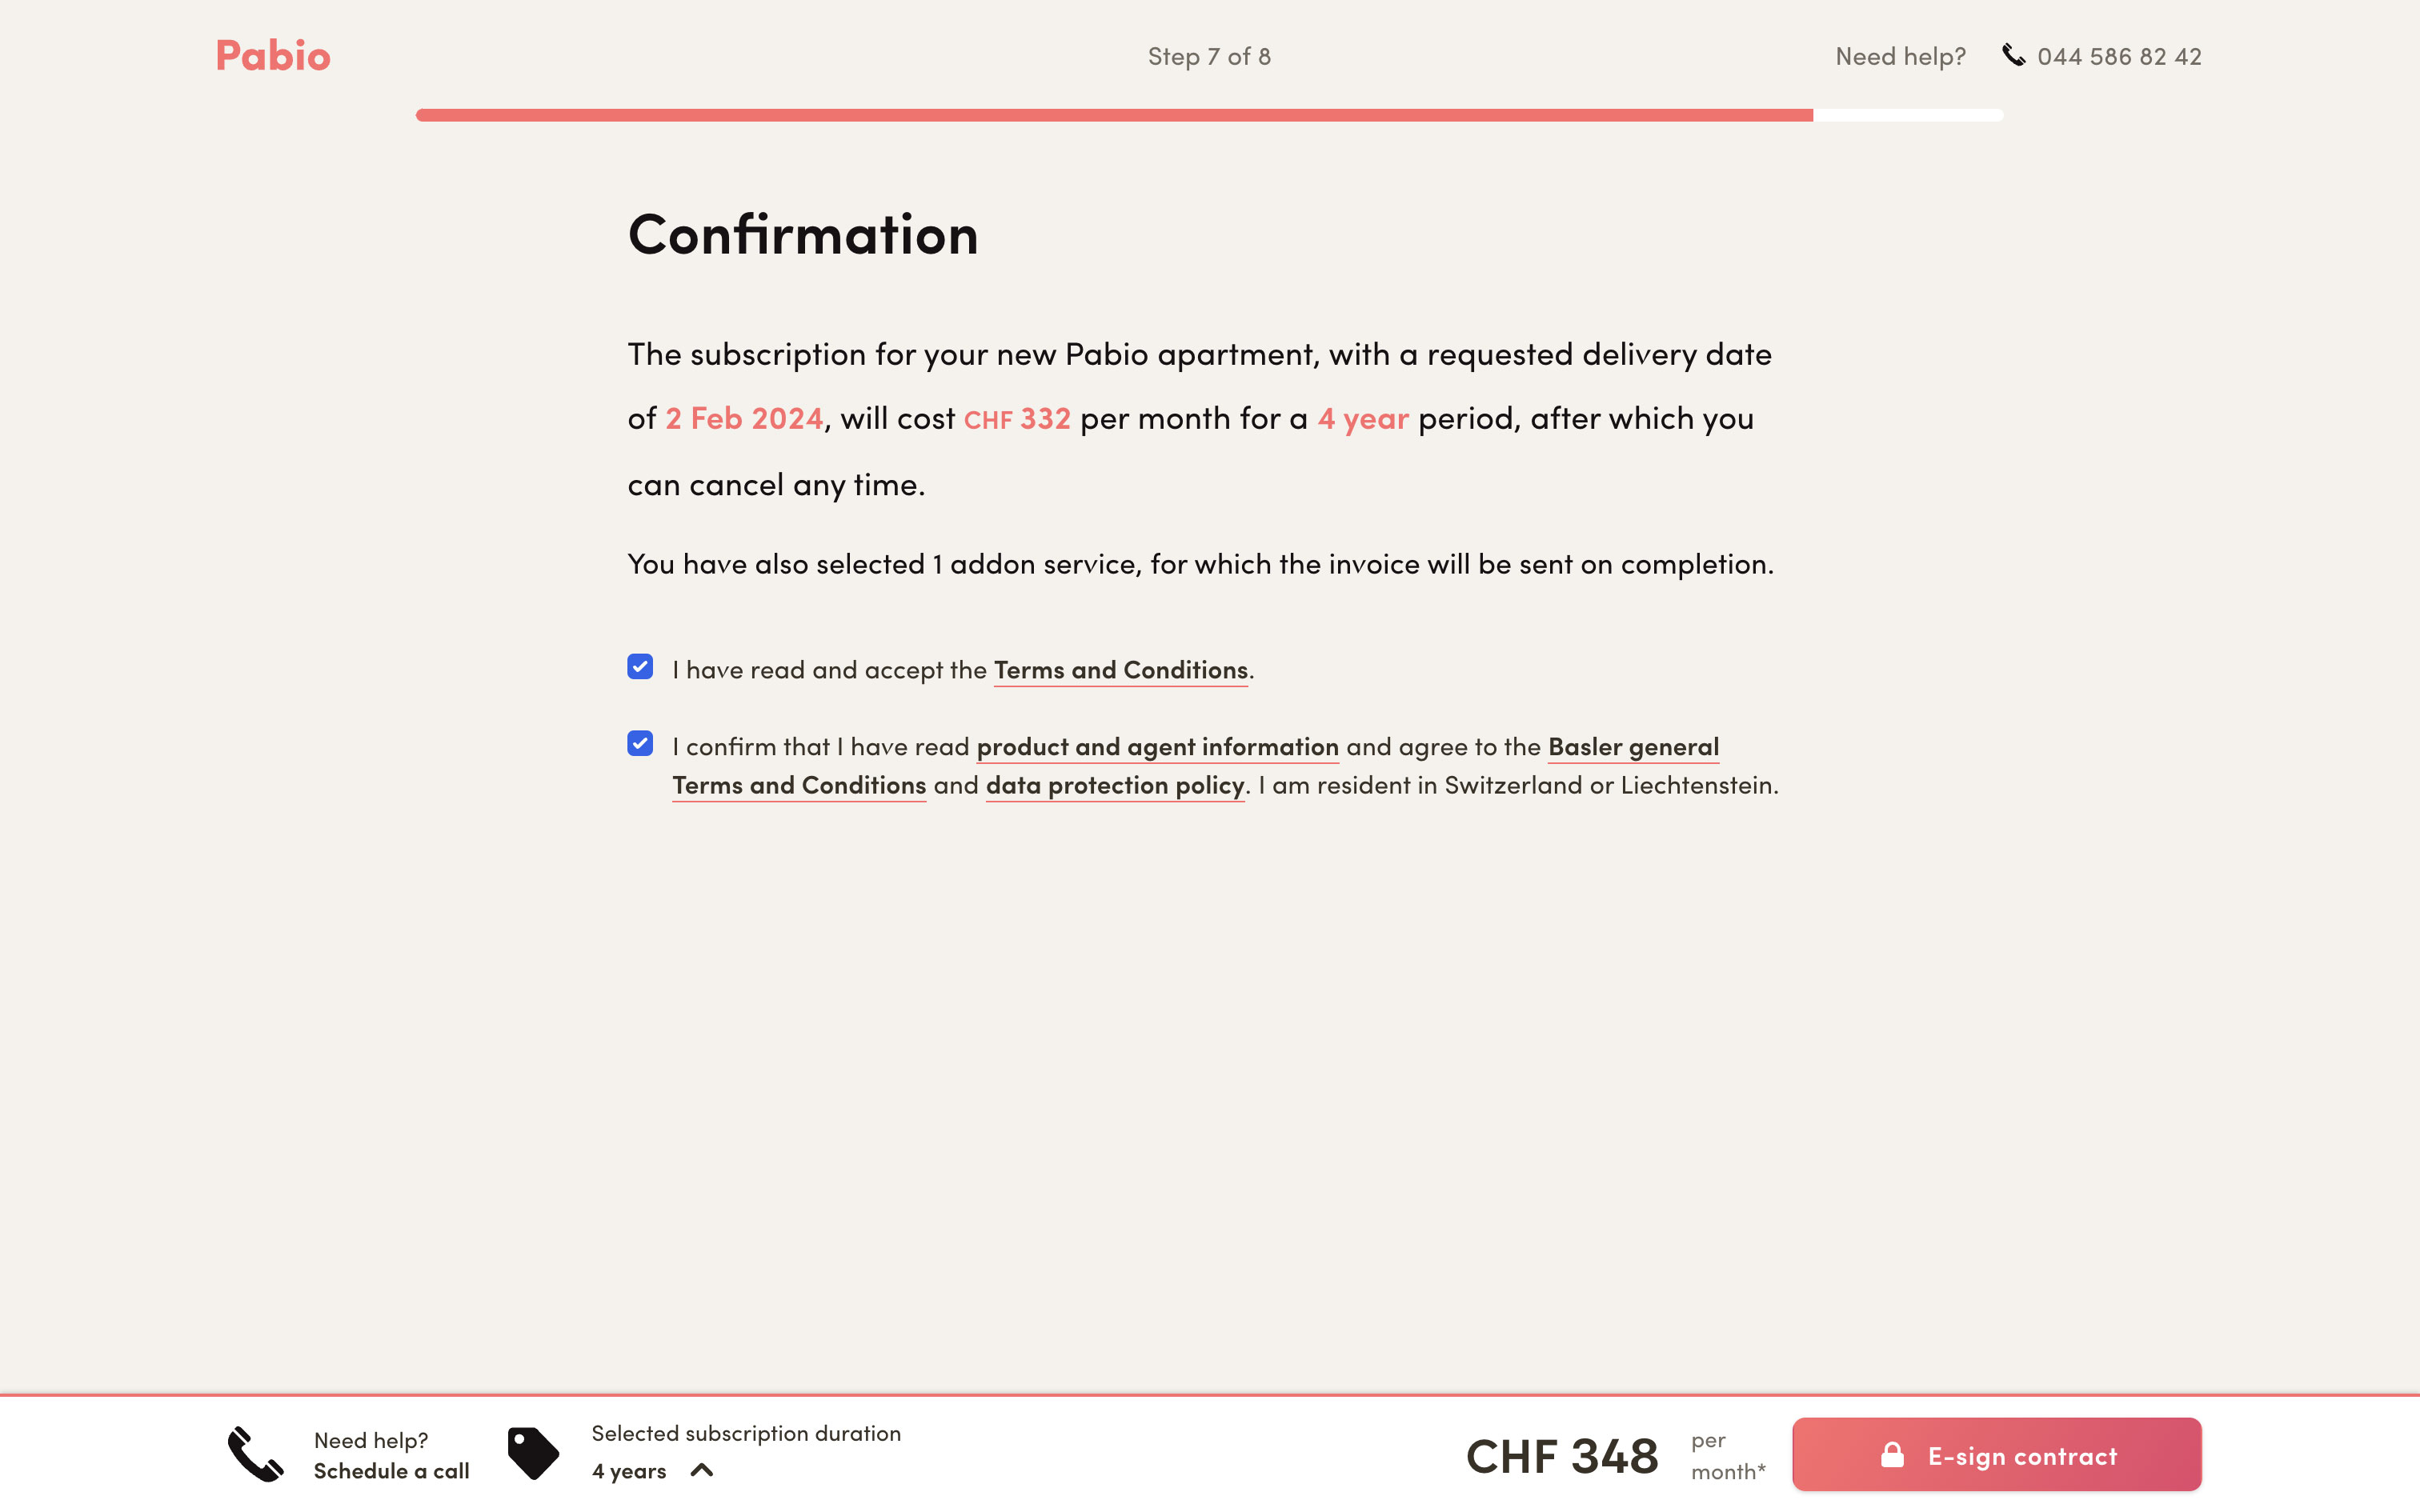 Pabio
Step 7 of 8
Need help?
044 586 82 42
Confirmation
The subscription for your new Pabio apartment, with a requested delivery date
of 2 Feb 2024, will cost CHF 332 per month for a 4 year period, after which you
can cancel any time.
You have also selected 1 addon service, for which the invoice will be sent on completion.
I have read and accept the Terms and Conditions.
I confirm that I have read product and agent information and agree to the Basler general
Terms and Conditions and data protection policy. I am resident in Switzerland or Liechtenstein.
Need help?
Schedule a call
Selected subscription duration
4 years
CHF 348
per
month*
E-sign contract